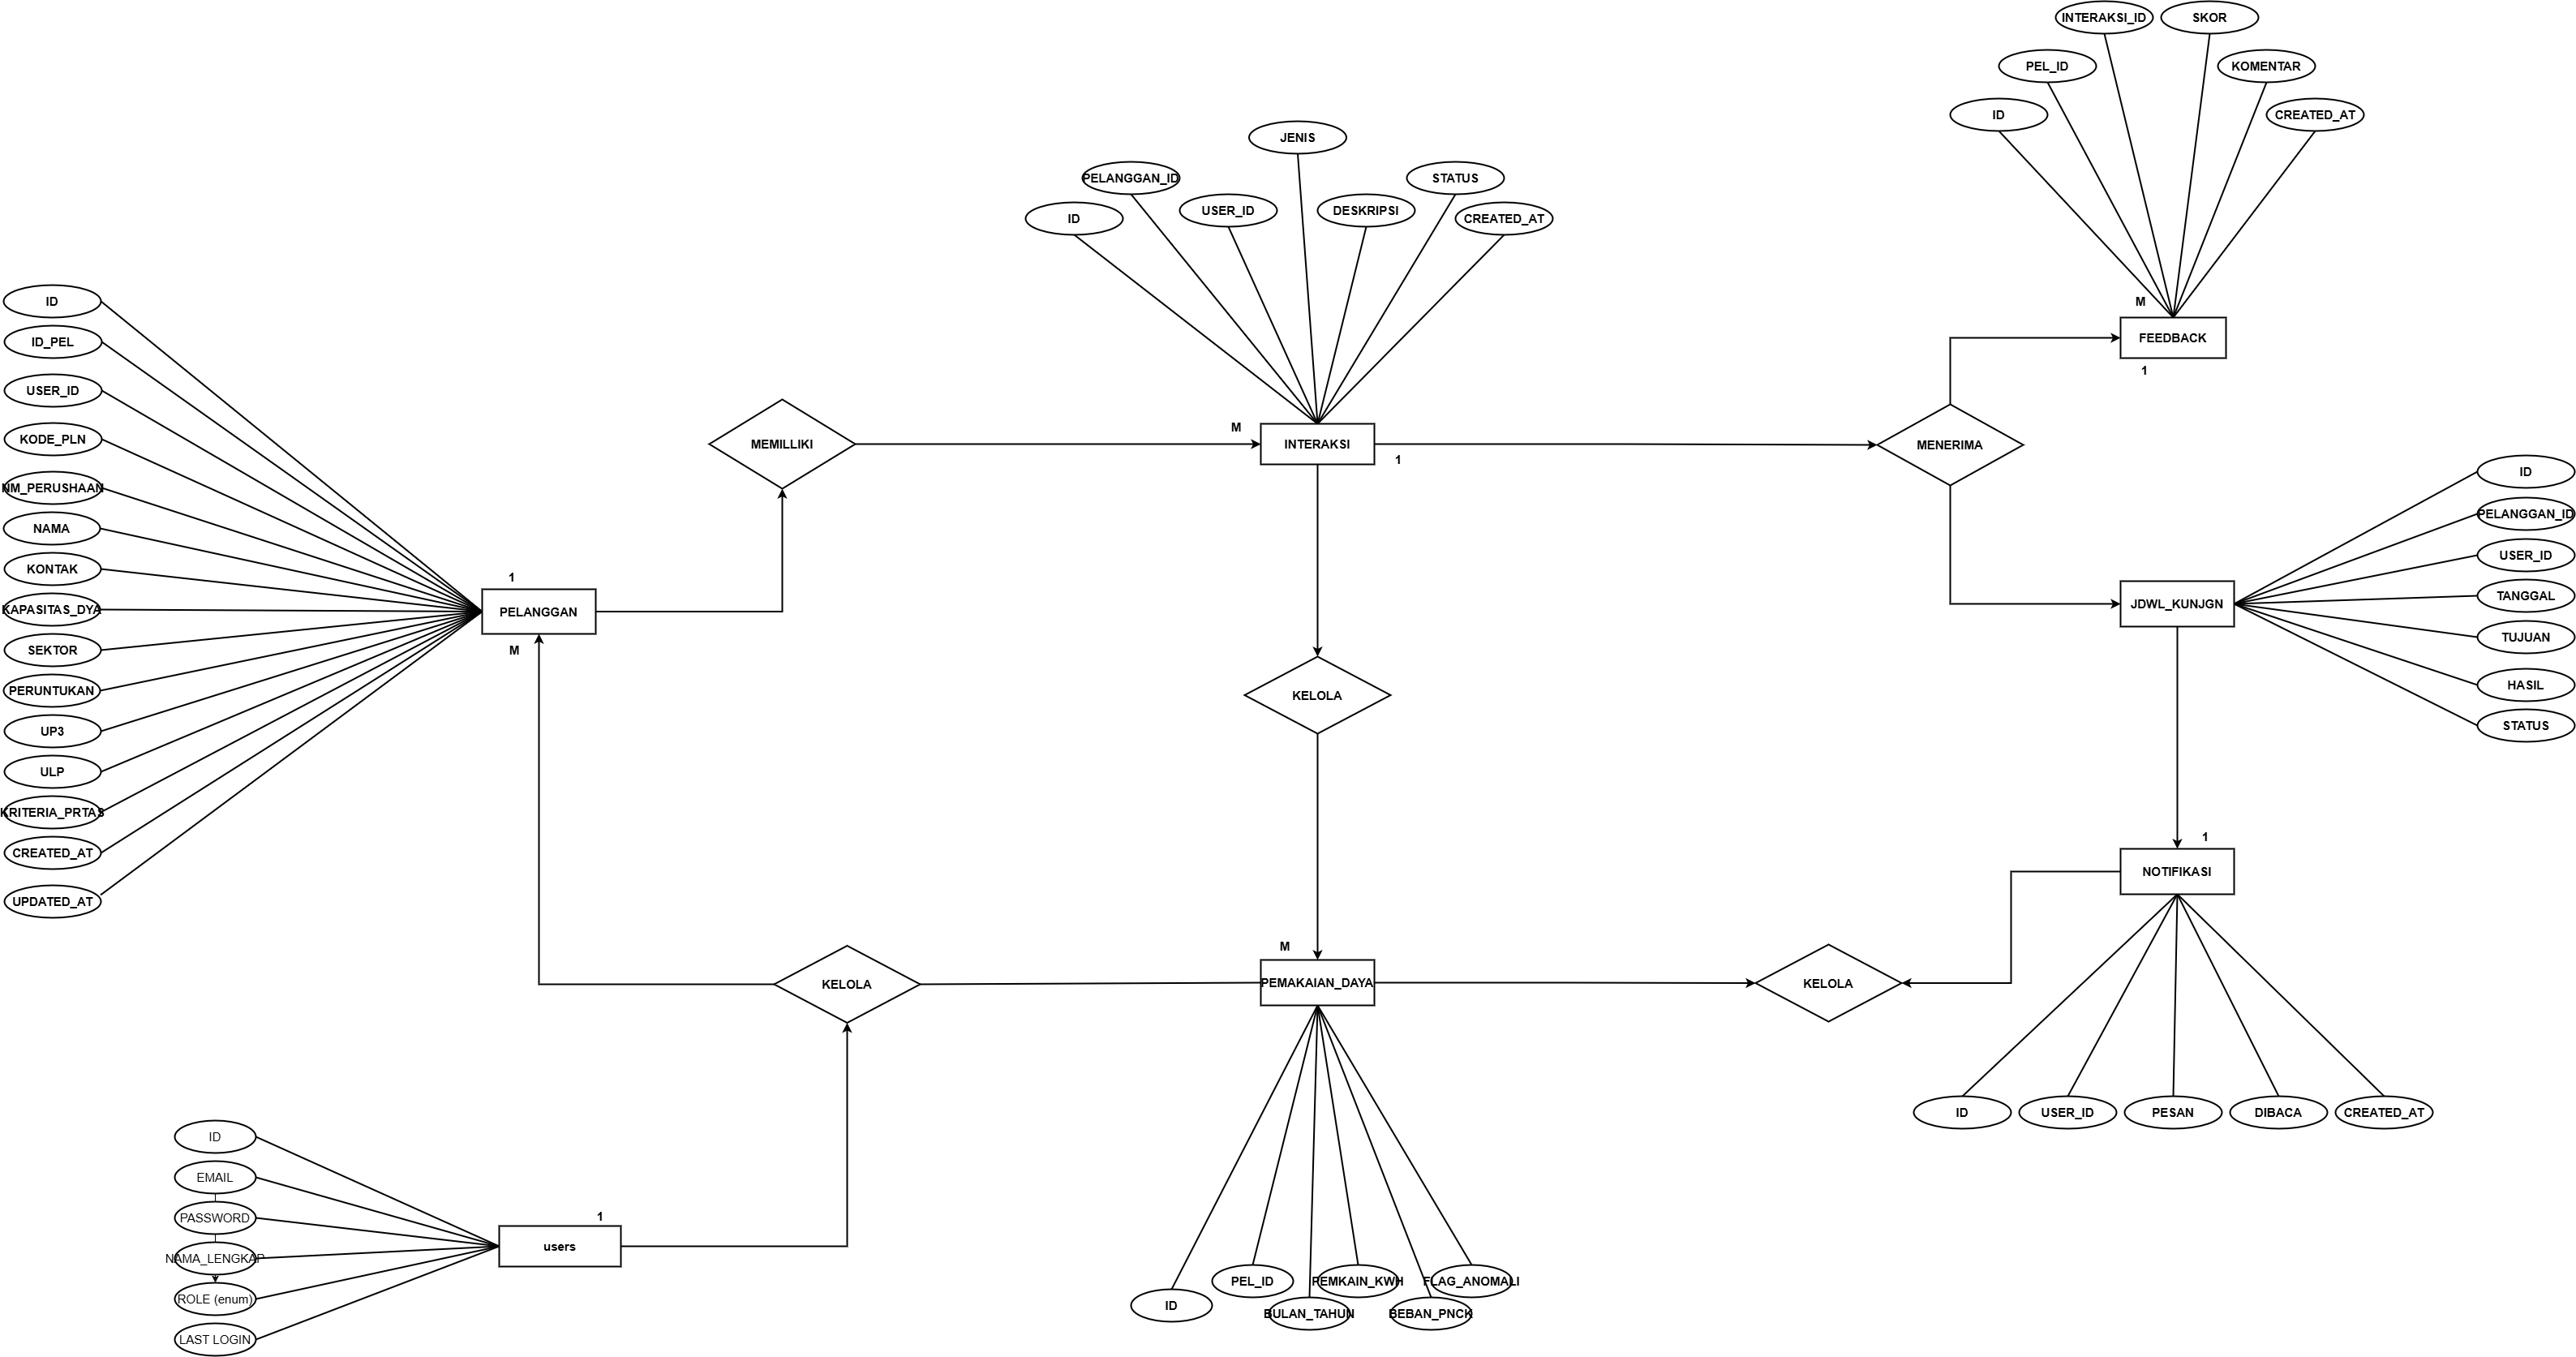 INTERAKSI_ID
SKOR
PEL_ID
KOMENTAR
ID
CREATED_AT
JENIS
PELANGGAN_ID
STATUS
USER_ID
DESKRIPSI
ID
CREATED_AT
M
FEEDBACK
1
ID
ID_PEL
USER_ID
KODE_PLN
NM_PERUSHAAN
NAMA
KONTAK
KAPASITAS_DYA
SEKTOR
PERUNTUKAN
UP3
ULP
KRITERIA_PRTAS
CREATED_AT
UPDATED_AT
1
PELANGGAN
M
MEMILLIKI
M
INTERAKSI
1
MENERIMA
ID
PELANGGAN_ID
USER_ID
TANGGAL
TUJUAN
HASIL
STATUS
JDWL_KUNJGN
KELOLA
1
NOTIFIKASI
M
PEMAKAIAN_DAYA
KELOLA
KELOLA
ID
USER_ID
PESAN
DIBACA
CREATED_AT
ID
EMAIL
PASSWORD
NAMA_LENGKAP
ROLE (enum)
LAST LOGIN
1
users
PEL_ID
PEMKAIN_KWH
FLAG_ANOMALI
ID
BULAN_TAHUN
BEBAN_PNCK